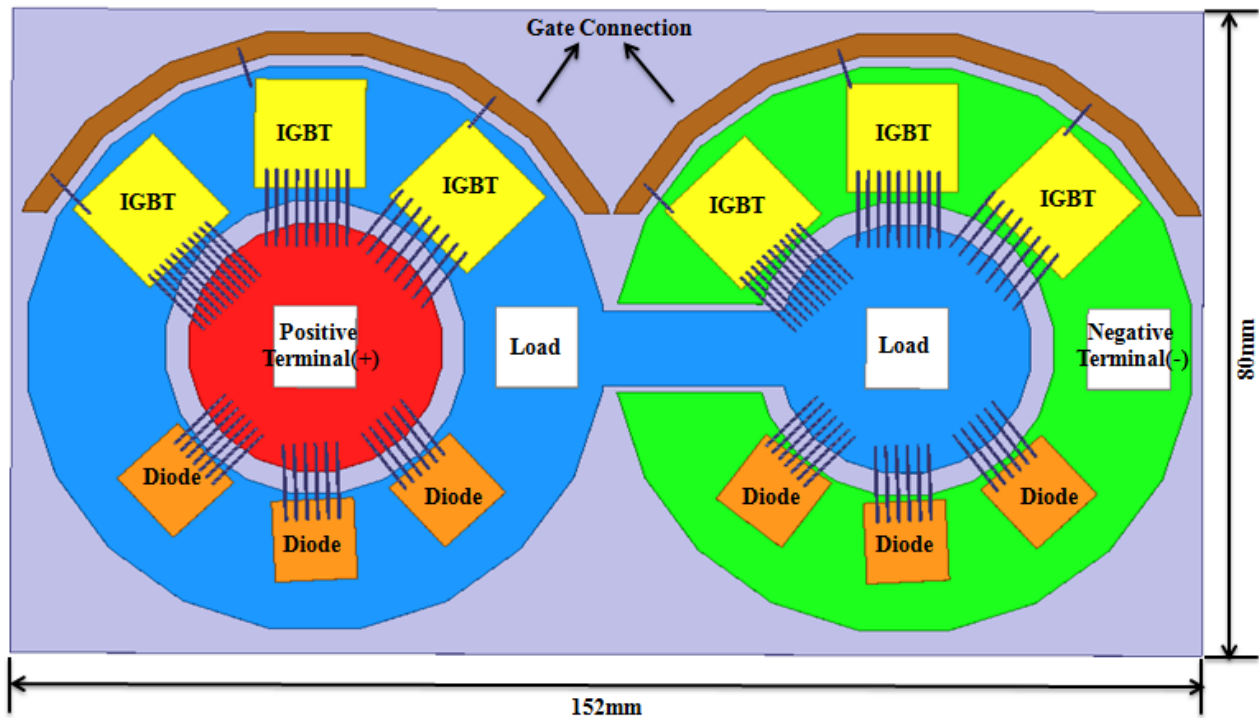 Gate Connection
IGBT
IGBT
IGBT
IGBT
IGBT
IGBT
Positive
Terminal(+)
Load
Load
Negative
Terminal(-)
80mm
Diode
Diode
Diode
Diode
Diode
Diode
152mm